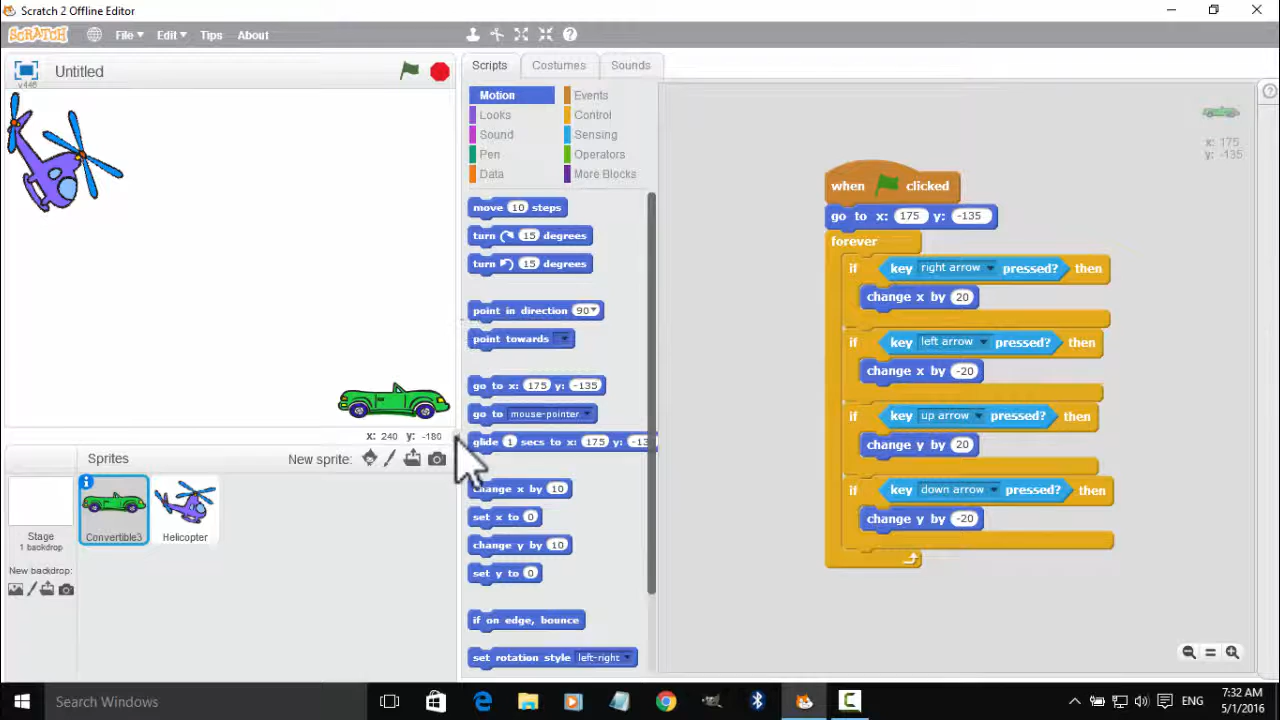 Scratch 2 Offline Editor
SCRATCH File Edit Tips About
Untitled
v446
Scripts Costumes Sounds
Motion Events
Looks Control
Sound Sensing
Pen Operators
Data More Blocks
move 10 steps
turn 15 degrees
turn 15 degrees
point in direction 90
point towards
go to x: 175 y: -135
go to mouse-pointer
glide 1 secs to x: 175 y: -13
change x by 10
set x to 0
change y by 10
set y to 0
if on edge, bounce
set rotation style left-right
x: 175
y: -135
when clicked
go to x: 175 y: -135
forever
if key right arrow pressed? then
change x by 20
if key left arrow pressed? then
change x by -20
if key up arrow pressed? then
change y by 20
if key down arrow pressed? then
change y by -20
x: 240 y: -180
Sprites New sprite:
Stage
1 backdrop
New backdrop:
Convertible3
Helicopter
Search Windows
ENG
7:32 AM
5/1/2016